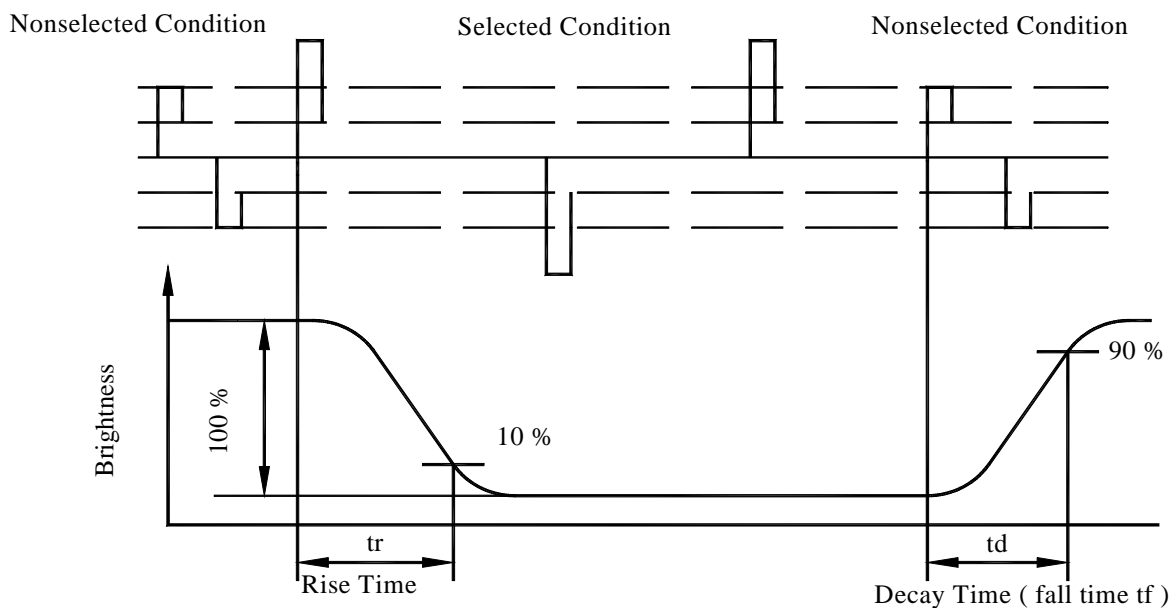 Nonselected Condition
Selected Condition
Nonselected Condition
Brightness
100 %
10 %
90 %
tr
Rise Time
td
Decay Time ( fall time tf )